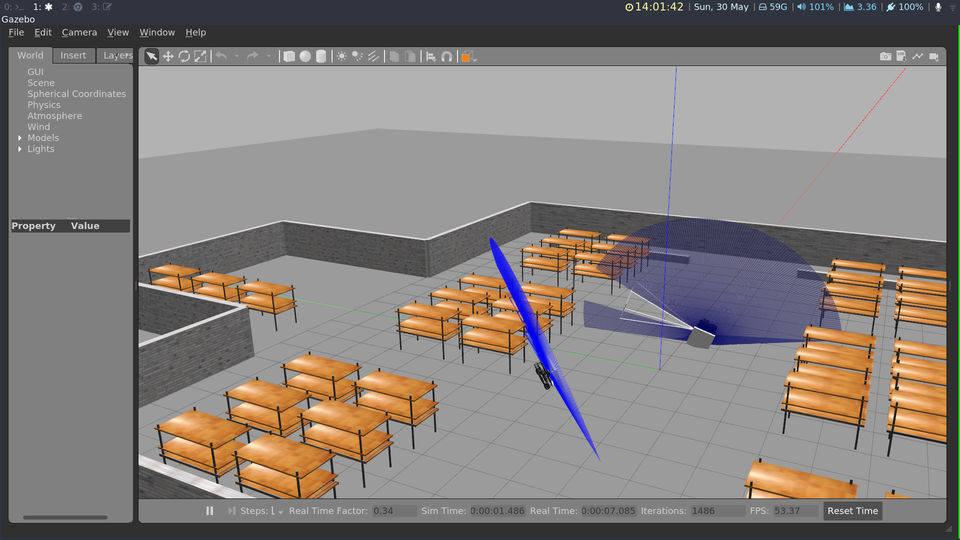 0: 1: 2: 3: 14:01:42 Sun, 30 May 59G 101% 3.36 100%
Gazebo
File Edit Camera View Window Help
World Insert Layers
GUI
Scene
Spherical Coordinates
Physics
Atmosphere
Wind
Models
Lights
Property Value
Steps: 1 Real Time Factor: 0.34 Sim Time: 0:00:01.486 Real Time: 0:00:07.085 Iterations: 1486 FPS: 53.37 Reset Time